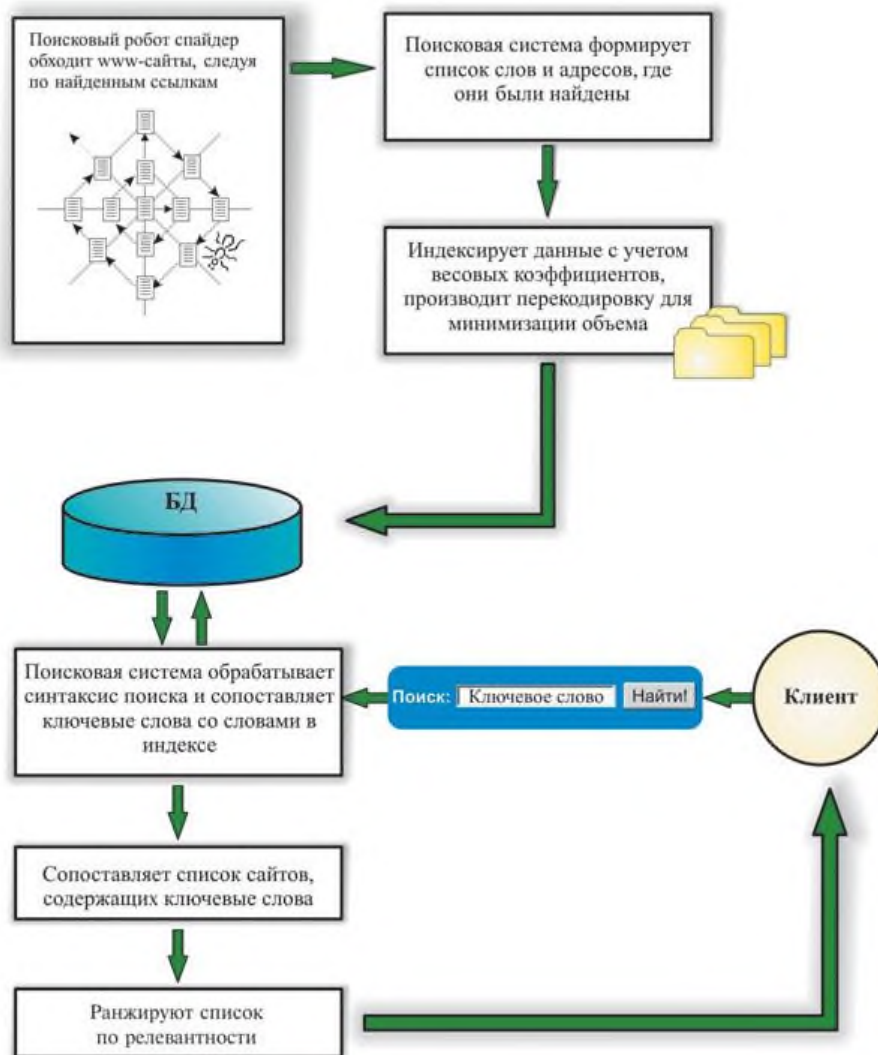 Поисковый робот спайдер
обходит www-сайты, следуя
по найденным ссылкам
Поисковая система формирует
список слов и адресов, где
они были найдены
Индексирует данные с учетом
весовых коэффициентов,
производит перекодировку для
минимизации объема
БД
Поисковая система обрабатывает
синтаксис поиска и сопоставляет
ключевые слова со словами в
индексе
Поиск: Ключевое слово Найти!
Клиент
Сопоставляет список сайтов,
содержащих ключевые слова
Ранжируют список
по релевантности